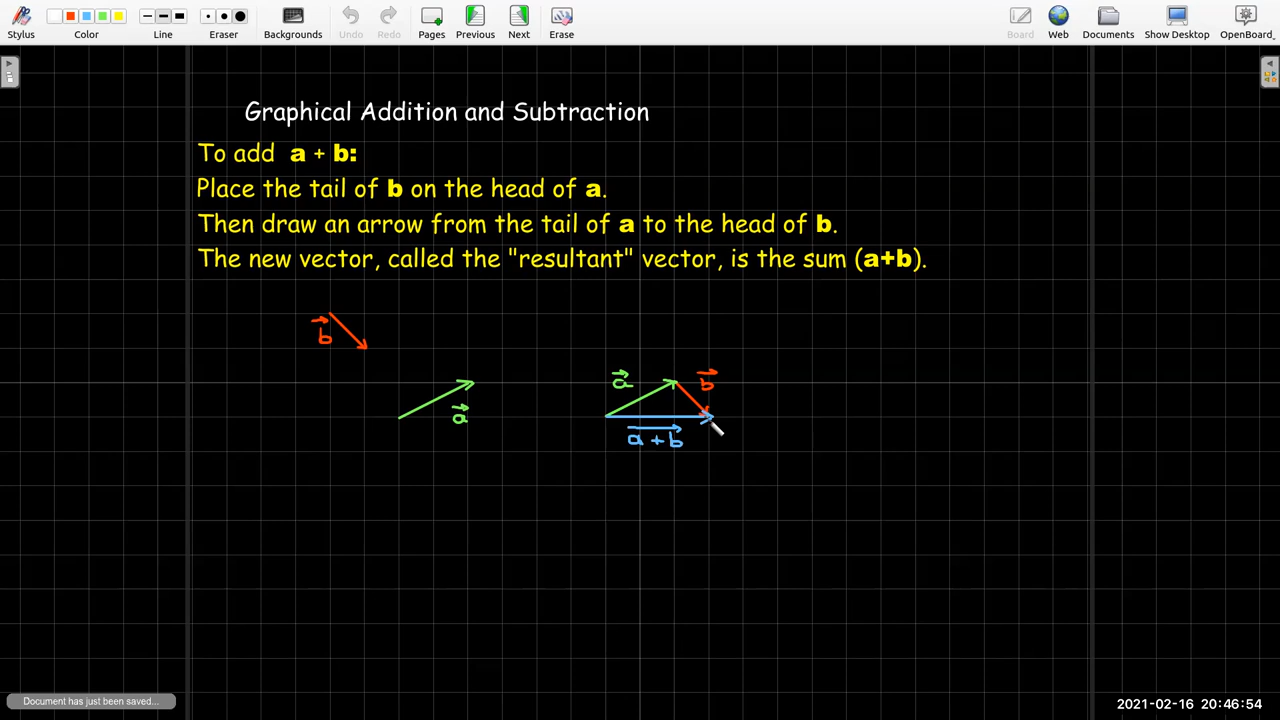 Stylus Color Line Eraser Backgrounds Undo Redo Pages Previous Next Erase Board Web Documents Show Desktop OpenBoard
Graphical Addition and Subtraction
To add a + b:
Place the tail of b on the head of a.
Then draw an arrow from the tail of a to the head of b.
The new vector, called the "resultant" vector, is the sum (a+b).
b
a
a
b
a + b
Document has just been saved...
2021-02-16 20:46:54